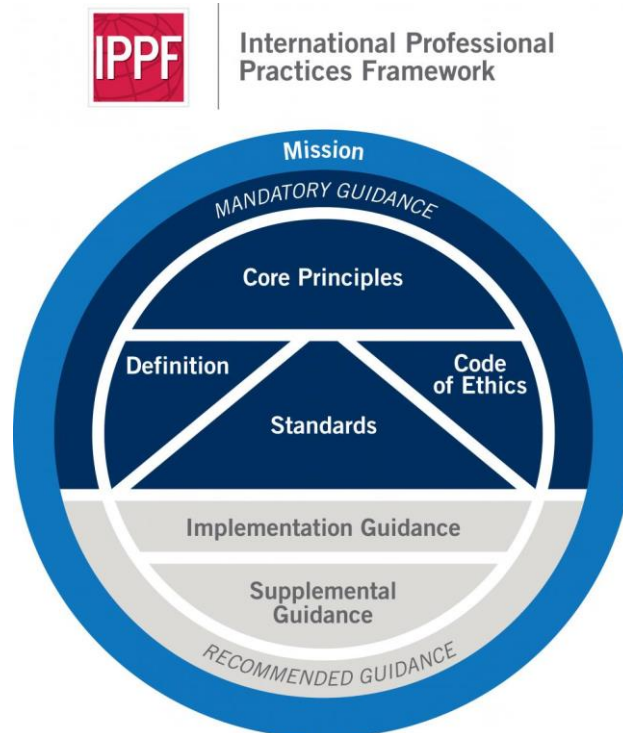 IPPF
International Professional
Practices Framework
Mission
MANDATORY GUIDANCE
Core Principles
Definition
Code
of Ethics
Standards
Implementation Guidance
Supplemental
Guidance
RECOMMENDED GUIDANCE